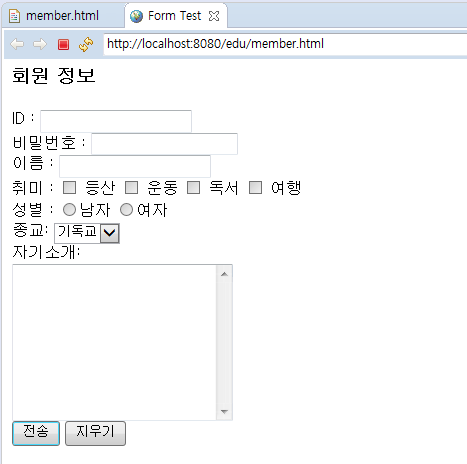 member.html Form Test
http://localhost:8080/edu/member.html
회원 정보
ID :
비밀번호 :
이름 :
취미 : 등산 운동 독서 여행
성별 : 남자 여자
종교: 기독교
자기소개:
전송 지우기